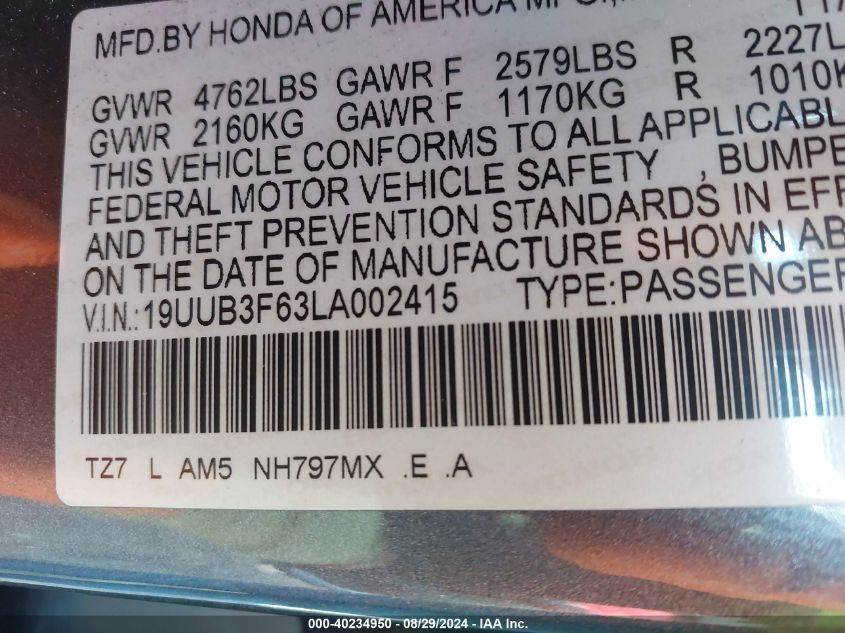 MFD.BY HONDA OF AMERICA
GVWR 4762LBS GAWR F 2579LBS R 2227L
GVWR 2160KG GAWR F 1170KG R 1010K
THIS VEHICLE CONFORMS TO ALL APPLICABL
FEDERAL MOTOR VEHICLE SAFETY , BUMPE
AND THEFT PREVENTION STANDARDS IN EFF
ON THE DATE OF MANUFACTURE SHOWN AB
V.I.N.:19UUB3F63LA002415 TYPE:PASSENGER
TZ7 L AM5 NH797MX .E .A
000-40234950 - 08/29/2024 - IAA, Inc.